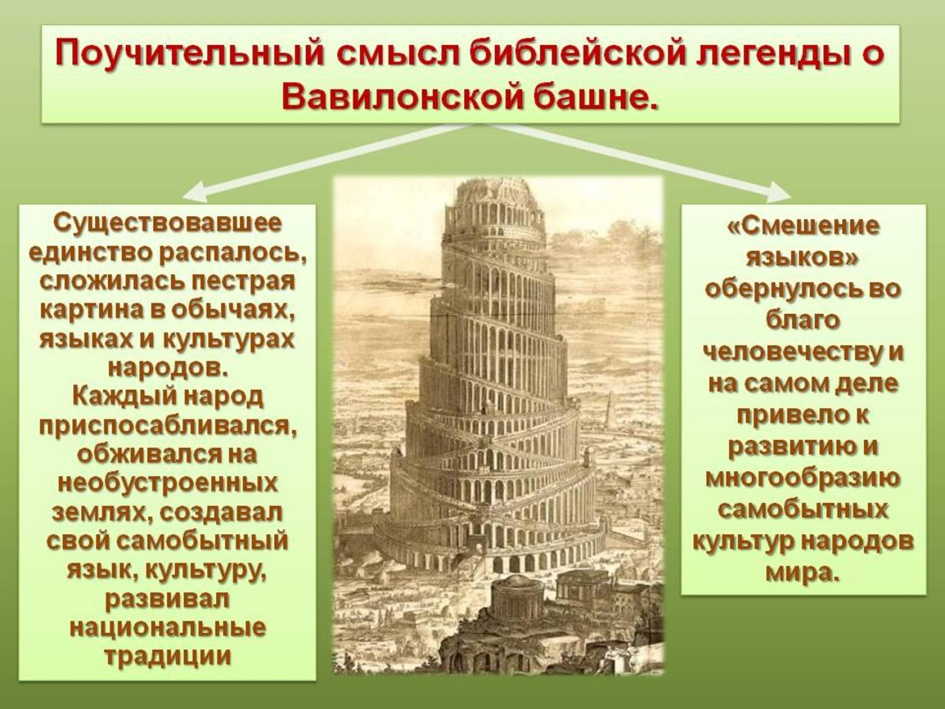 Поучительный смысл библейской легенды о
Вавилонской башне.
Существовавшее
единство распалось,
сложилась пестрая
картина в обычаях,
языках и культурах
народов.
Каждый народ
приспосабливался,
обживался на
необустроенных
землях, создавал
свой самобытный
язык, культуру,
развивал
национальные
традиции
«Смешение
языков»
обернулось во
благо
человечеству и
на самом деле
привело к
развитию и
многообразию
самобытных
культур народов
мира.